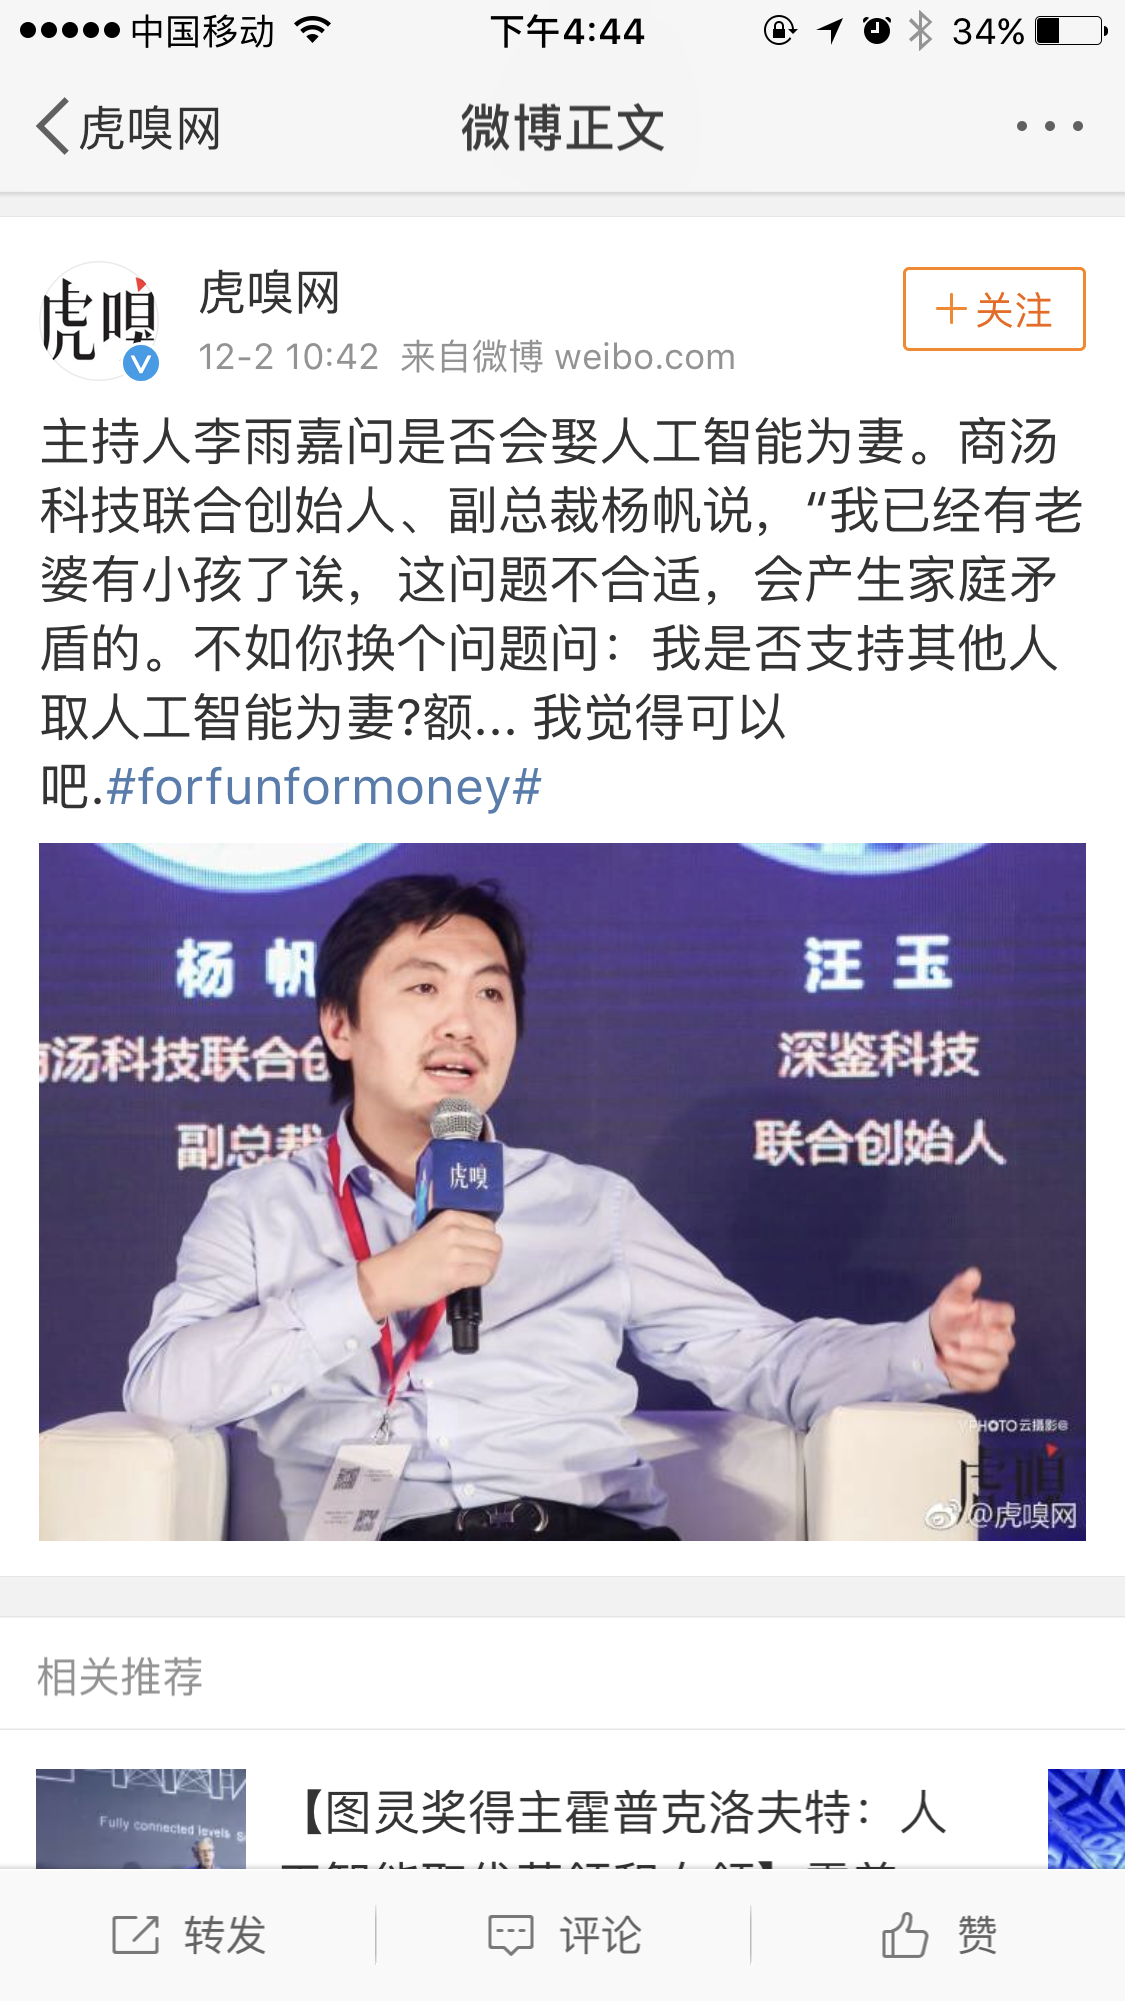 中国移动 下午4:44 34%
虎嗅网 微博正文
虎嗅
虎嗅网
+关注
12-2 10:42 来自微博 weibo.com
主持人李雨嘉问是否会娶人工智能为妻。商汤
科技联合创始人、副总裁杨帆说，“我已经有老
婆有小孩了诶，这问题不合适，会产生家庭矛
盾的。不如你换个问题问：我是否支持其他人
取人工智能为妻?额... 我觉得可以
吧.#forfunformoney#
杨 帆
汤科技联合创
副总裁
汪 玉
深鉴科技
联合创始人
虎嗅
VPHOTO云摄影@
虎嗅
@虎嗅网
相关推荐
Fully connected levels
【图灵奖得主霍普克洛夫特：人
转发 评论 赞